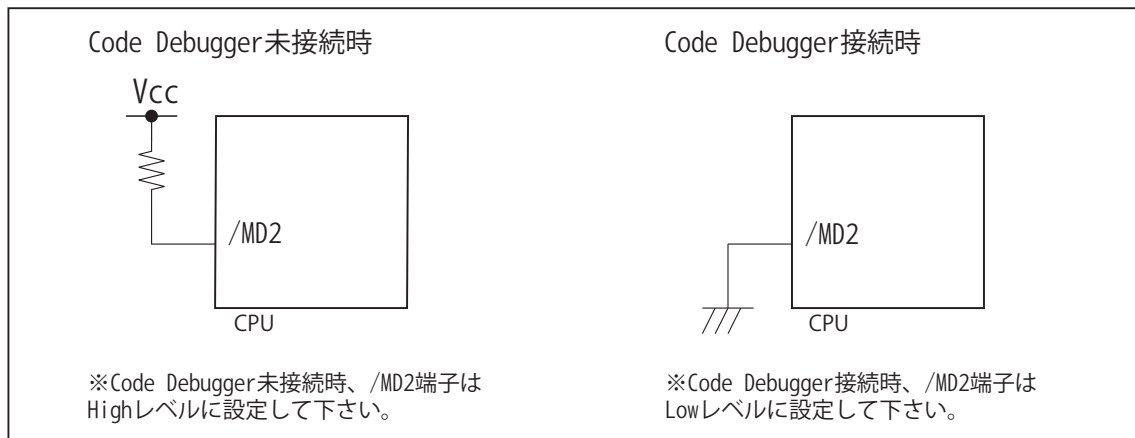 Code Debugger未接続時
Vcc
/MD2
CPU
※Code Debugger未接続時、/MD2端子は
Highレベルに設定して下さい。
Code Debugger接続時
/MD2
CPU
※Code Debugger接続時、/MD2端子は
Lowレベルに設定して下さい。